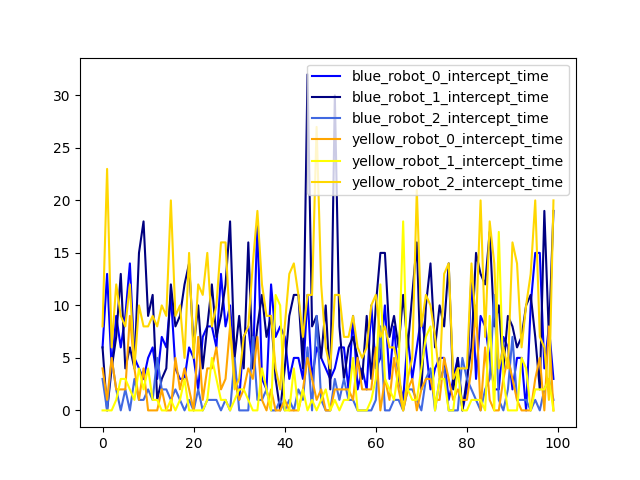 blue_robot_0_intercept_time
blue_robot_1_intercept_time
blue_robot_2_intercept_time
yellow_robot_0_intercept_time
yellow_robot_1_intercept_time
yellow_robot_2_intercept_time
30
25
20
15
10
5
0
0 20 40 60 80 100